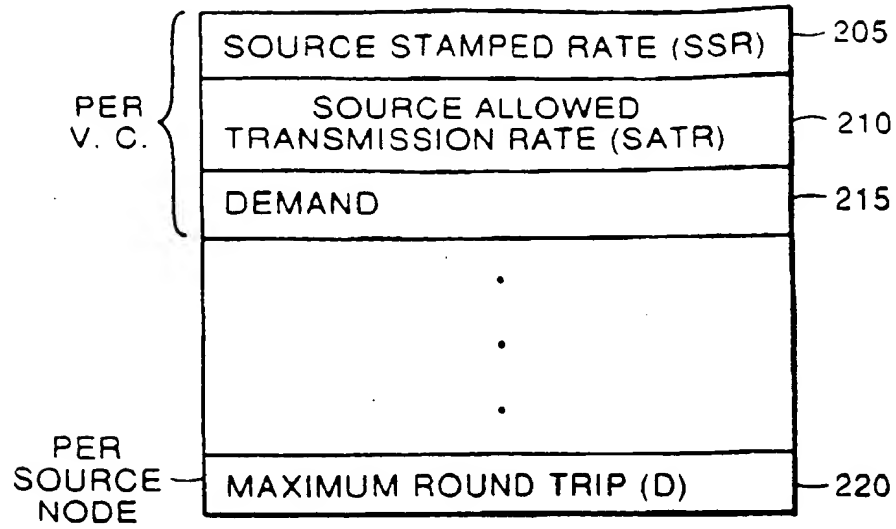 SOURCE STAMPED RATE (SSR)
205
PER
V. C.
SOURCE ALLOWED
TRANSMISSION RATE (SATR)
210
DEMAND
215
PER
SOURCE
NODE
MAXIMUM ROUND TRIP (D)
220